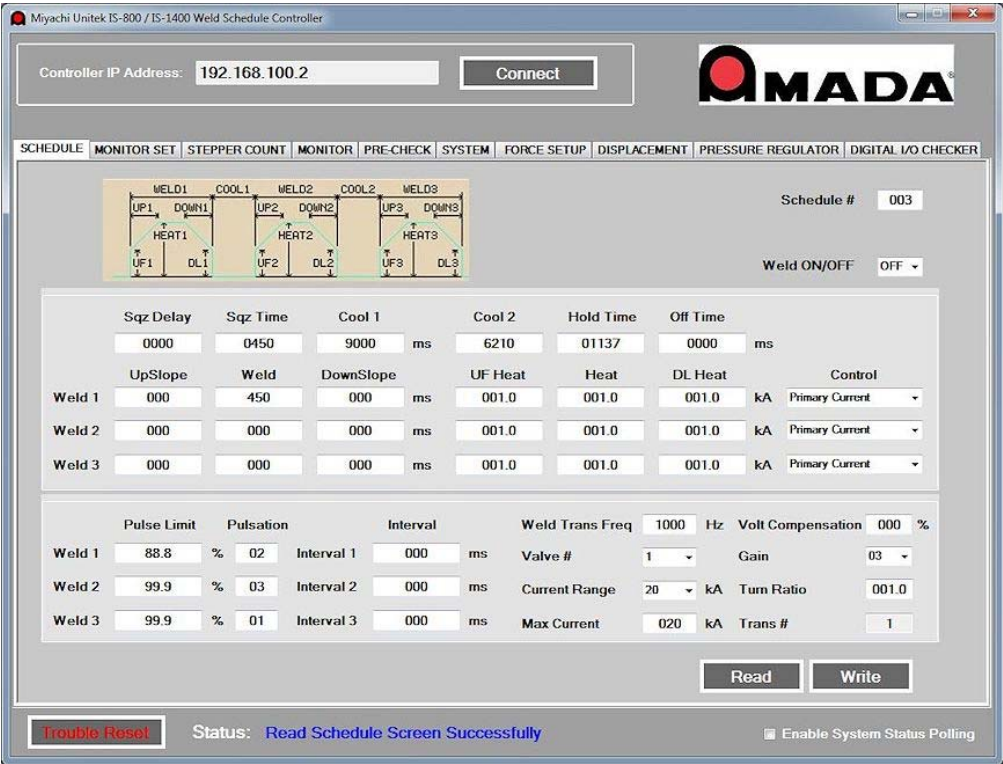 Miyachi Unitek IS-800 / IS-1400 Weld Schedule Controller
Controller IP Address: 192.168.100.2 Connect
AMADA®
SCHEDULE MONITOR SET STEPPER COUNT MONITOR PRE-CHECK SYSTEM FORCE SETUP DISPLACEMENT PRESSURE REGULATOR DIGITAL I/O CHECKER
WELD1 COOL1 WELD2 COOL2 WELD3
UP1 DOWN1 UP2 DOWN2 UP3 DOWN3
HEAT1 HEAT2 HEAT3
UF1 DL1 UF2 DL2 UF3 DL3
Schedule # 003
Weld ON/OFF OFF
Sqz Delay Sqz Time Cool 1 Cool 2 Hold Time Off Time
0000 0450 9000 ms 6210 01137 0000 ms
UpSlope Weld DownSlope UF Heat Heat DL Heat Control
Weld 1 000 450 000 ms 001.0 001.0 001.0 kA Primary Current
Weld 2 000 000 000 ms 001.0 001.0 001.0 kA Primary Current
Weld 3 000 000 000 ms 001.0 001.0 001.0 kA Primary Current
Pulse Limit Pulsation Interval Weld Trans Freq 1000 Hz Volt Compensation 000 %
Weld 1 88.8 % 02 Interval 1 000 ms Valve # 1 Gain 03
Weld 2 99.9 % 03 Interval 2 000 ms Current Range 20 kA Turn Ratio 001.0
Weld 3 99.9 % 01 Interval 3 000 ms Max Current 020 kA Trans # 1
Read Write
Trouble Reset Status: Read Schedule Screen Successfully Enable System Status Polling